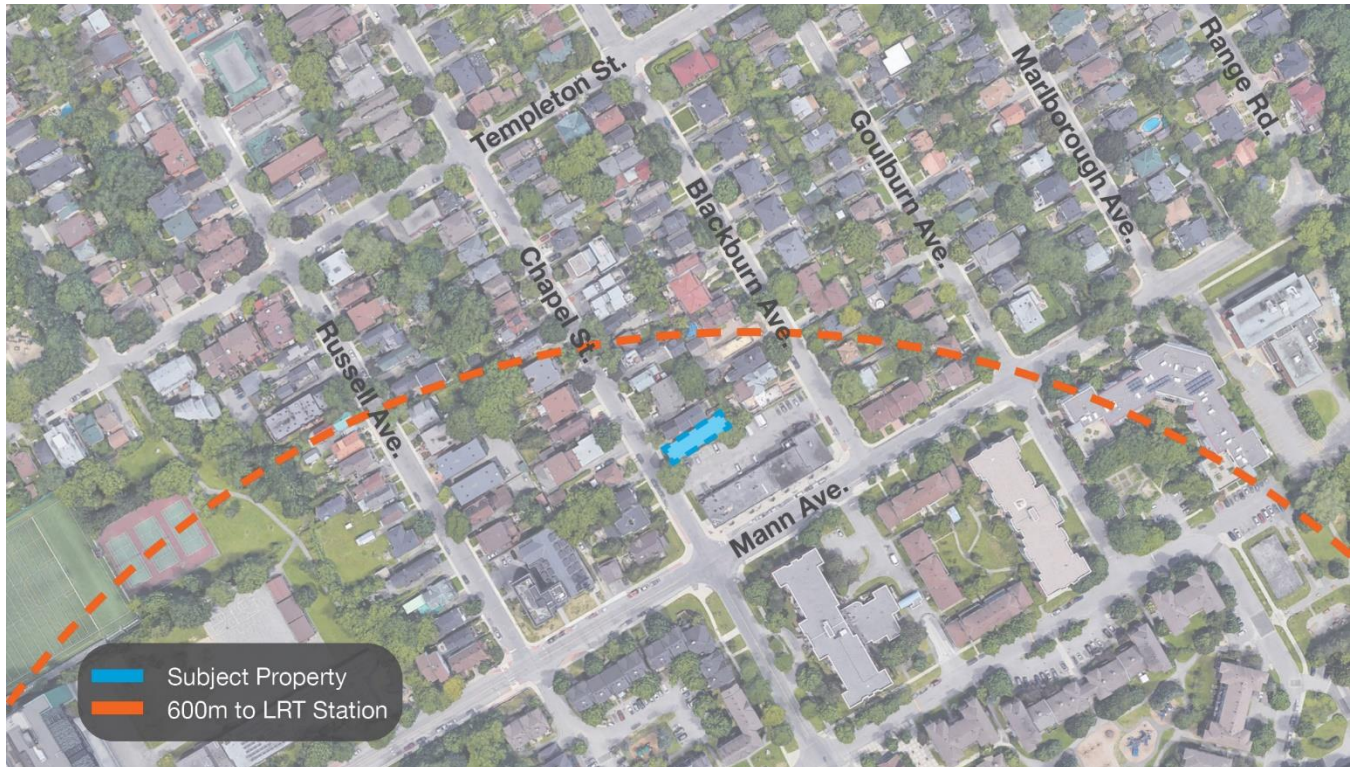 Range Rd.
Marlborough Ave.
Templeton St.
Goulburn Ave.
Blackburn Ave.
Chapel St.
Russell Ave.
Mann Ave.
Subject Property
600m to LRT Station